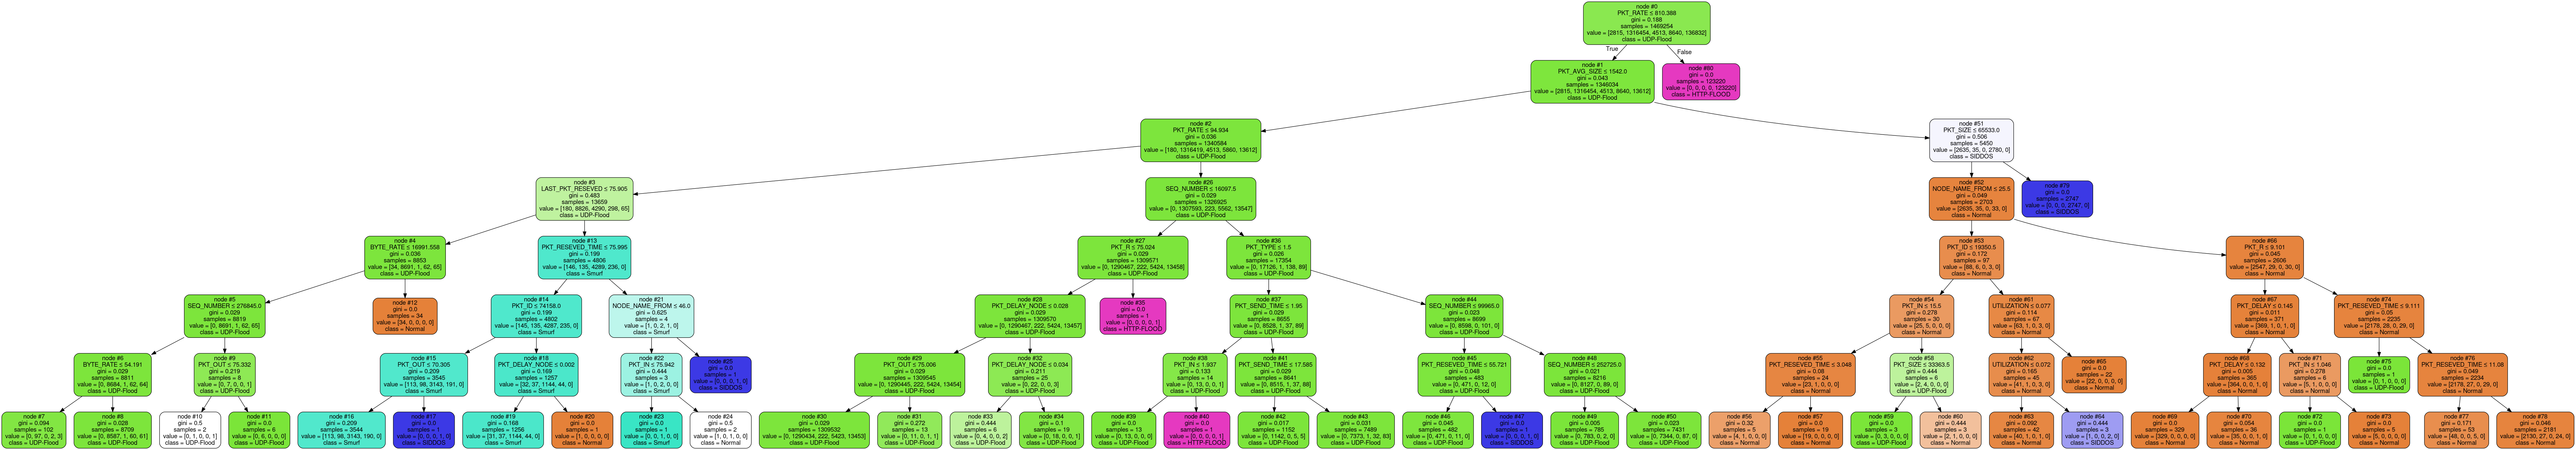 node #0
PKT_RATE ≤ 810.388
gini = 0.188
samples = 1469254
value = [2815, 1316454, 4513, 8640, 136832]
class = UDP-Flood
True
False
node #1
PKT_AVG_SIZE ≤ 1542.0
gini = 0.043
samples = 1346034
value = [2815, 1316454, 4513, 8640, 13612]
class = UDP-Flood
node #80
gini = 0.0
samples = 123220
value = [0, 0, 0, 0, 123220]
class = HTTP-FLOOD
node #2
PKT_RATE ≤ 94.934
gini = 0.036
samples = 1340584
value = [180, 1316419, 4513, 5860, 13612]
class = UDP-Flood
node #51
PKT_SIZE ≤ 65533.0
gini = 0.506
samples = 5450
value = [2635, 35, 0, 2780, 0]
class = SIDDOS
node #3
LAST_PKT_RESEVED ≤ 75.905
gini = 0.483
samples = 13659
value = [180, 8826, 4290, 298, 65]
class = UDP-Flood
node #26
SEQ_NUMBER ≤ 16097.5
gini = 0.029
samples = 1326925
value = [0, 1307593, 223, 5562, 13547]
class = UDP-Flood
node #52
NODE_NAME_FROM ≤ 25.5
gini = 0.049
samples = 2703
value = [2635, 35, 0, 33, 0]
class = Normal
node #79
gini = 0.0
samples = 2747
value = [0, 0, 0, 2747, 0]
class = SIDDOS
node #4
BYTE_RATE ≤ 16991.558
gini = 0.036
samples = 8853
value = [34, 8691, 1, 62, 65]
class = UDP-Flood
node #13
PKT_RESEVED_TIME ≤ 75.995
gini = 0.199
samples = 4806
value = [146, 135, 4289, 236, 0]
class = Smurf
node #27
PKT_R ≤ 75.024
gini = 0.029
samples = 1309571
value = [0, 1290467, 222, 5424, 13458]
class = UDP-Flood
node #36
PKT_TYPE ≤ 1.5
gini = 0.026
samples = 17354
value = [0, 17126, 1, 138, 89]
class = UDP-Flood
node #53
PKT_ID ≤ 19350.5
gini = 0.172
samples = 97
value = [88, 6, 0, 3, 0]
class = Normal
node #66
PKT_R ≤ 9.101
gini = 0.045
samples = 2606
value = [2547, 29, 0, 30, 0]
class = Normal
node #5
SEQ_NUMBER ≤ 276845.0
gini = 0.029
samples = 8819
value = [0, 8691, 1, 62, 65]
class = UDP-Flood
node #12
gini = 0.0
samples = 34
value = [34, 0, 0, 0, 0]
class = Normal
node #14
PKT_ID ≤ 74158.0
gini = 0.199
samples = 4802
value = [145, 135, 4287, 235, 0]
class = Smurf
node #21
NODE_NAME_FROM ≤ 46.0
gini = 0.625
samples = 4
value = [1, 0, 2, 1, 0]
class = Smurf
node #28
PKT_DELAY_NODE ≤ 0.028
gini = 0.029
samples = 1309570
value = [0, 1290467, 222, 5424, 13457]
class = UDP-Flood
node #35
gini = 0.0
samples = 1
value = [0, 0, 0, 0, 1]
class = HTTP-FLOOD
node #37
PKT_SEND_TIME ≤ 1.95
gini = 0.029
samples = 8655
value = [0, 8528, 1, 37, 89]
class = UDP-Flood
node #44
SEQ_NUMBER ≤ 99965.0
gini = 0.023
samples = 8699
value = [0, 8598, 0, 101, 0]
class = UDP-Flood
node #54
PKT_IN ≤ 15.5
gini = 0.278
samples = 30
value = [25, 5, 0, 0, 0]
class = Normal
node #61
UTILIZATION ≤ 0.077
gini = 0.114
samples = 67
value = [63, 1, 0, 3, 0]
class = Normal
node #67
PKT_DELAY ≤ 0.145
gini = 0.011
samples = 371
value = [369, 1, 0, 1, 0]
class = Normal
node #74
PKT_RESEVED_TIME ≤ 9.111
gini = 0.05
samples = 2235
value = [2178, 28, 0, 29, 0]
class = Normal
node #6
BYTE_RATE ≤ 54.191
gini = 0.029
samples = 8811
value = [0, 8684, 1, 62, 64]
class = UDP-Flood
node #9
PKT_OUT ≤ 75.332
gini = 0.219
samples = 8
value = [0, 7, 0, 0, 1]
class = UDP-Flood
node #15
PKT_OUT ≤ 70.305
gini = 0.209
samples = 3545
value = [113, 98, 3143, 191, 0]
class = Smurf
node #18
PKT_DELAY_NODE ≤ 0.002
gini = 0.169
samples = 1257
value = [32, 37, 1144, 44, 0]
class = Smurf
node #22
PKT_IN ≤ 75.942
gini = 0.444
samples = 3
value = [1, 0, 2, 0, 0]
class = Smurf
node #25
gini = 0.0
samples = 1
value = [0, 0, 0, 1, 0]
class = SIDDOS
node #29
PKT_OUT ≤ 75.006
gini = 0.029
samples = 1309545
value = [0, 1290445, 222, 5424, 13454]
class = UDP-Flood
node #32
PKT_DELAY_NODE ≤ 0.034
gini = 0.211
samples = 25
value = [0, 22, 0, 0, 3]
class = UDP-Flood
node #38
PKT_IN ≤ 1.937
gini = 0.133
samples = 14
value = [0, 13, 0, 0, 1]
class = UDP-Flood
node #41
PKT_SEND_TIME ≤ 17.585
gini = 0.029
samples = 8641
value = [0, 8515, 1, 37, 88]
class = UDP-Flood
node #45
PKT_RESEVED_TIME ≤ 55.721
gini = 0.048
samples = 483
value = [0, 471, 0, 12, 0]
class = UDP-Flood
node #48
SEQ_NUMBER ≤ 252725.0
gini = 0.021
samples = 8216
value = [0, 8127, 0, 89, 0]
class = UDP-Flood
node #55
PKT_RESEVED_TIME ≤ 3.048
gini = 0.08
samples = 24
value = [23, 1, 0, 0, 0]
class = Normal
node #58
PKT_SIZE ≤ 33363.5
gini = 0.444
samples = 6
value = [2, 4, 0, 0, 0]
class = UDP-Flood
node #62
UTILIZATION ≤ 0.072
gini = 0.165
samples = 45
value = [41, 1, 0, 3, 0]
class = Normal
node #65
gini = 0.0
samples = 22
value = [22, 0, 0, 0, 0]
class = Normal
node #68
PKT_DELAY ≤ 0.132
gini = 0.005
samples = 365
value = [364, 0, 0, 1, 0]
class = Normal
node #71
PKT_IN ≤ 1.046
gini = 0.278
samples = 6
value = [5, 1, 0, 0, 0]
class = Normal
node #75
gini = 0.0
samples = 1
value = [0, 1, 0, 0, 0]
class = UDP-Flood
node #76
PKT_RESEVED_TIME ≤ 11.08
gini = 0.049
samples = 2234
value = [2178, 27, 0, 29, 0]
class = Normal
node #7
gini = 0.094
samples = 102
value = [0, 97, 0, 2, 3]
class = UDP-Flood
node #8
gini = 0.028
samples = 8709
value = [0, 8587, 1, 60, 61]
class = UDP-Flood
node #10
gini = 0.5
samples = 2
value = [0, 1, 0, 0, 1]
class = UDP-Flood
node #11
gini = 0.0
samples = 6
value = [0, 6, 0, 0, 0]
class = UDP-Flood
node #16
gini = 0.209
samples = 3544
value = [113, 98, 3143, 190, 0]
class = Smurf
node #17
gini = 0.0
samples = 1
value = [0, 0, 0, 1, 0]
class = SIDDOS
node #19
gini = 0.168
samples = 1256
value = [31, 37, 1144, 44, 0]
class = Smurf
node #20
gini = 0.0
samples = 1
value = [1, 0, 0, 0, 0]
class = Normal
node #23
gini = 0.0
samples = 1
value = [0, 0, 1, 0, 0]
class = Smurf
node #24
gini = 0.5
samples = 2
value = [1, 0, 1, 0, 0]
class = Normal
node #30
gini = 0.029
samples = 1309532
value = [0, 1290434, 222, 5423, 13453]
class = UDP-Flood
node #31
gini = 0.272
samples = 13
value = [0, 11, 0, 1, 1]
class = UDP-Flood
node #33
gini = 0.444
samples = 6
value = [0, 4, 0, 0, 2]
class = UDP-Flood
node #34
gini = 0.1
samples = 19
value = [0, 18, 0, 0, 1]
class = UDP-Flood
node #39
gini = 0.0
samples = 13
value = [0, 13, 0, 0, 0]
class = UDP-Flood
node #40
gini = 0.0
samples = 1
value = [0, 0, 0, 0, 1]
class = HTTP-FLOOD
node #42
gini = 0.017
samples = 1152
value = [0, 1142, 0, 5, 5]
class = UDP-Flood
node #43
gini = 0.031
samples = 7489
value = [0, 7373, 1, 32, 83]
class = UDP-Flood
node #46
gini = 0.045
samples = 482
value = [0, 471, 0, 11, 0]
class = UDP-Flood
node #47
gini = 0.0
samples = 1
value = [0, 0, 0, 1, 0]
class = SIDDOS
node #49
gini = 0.005
samples = 785
value = [0, 783, 0, 2, 0]
class = UDP-Flood
node #50
gini = 0.023
samples = 7431
value = [0, 7344, 0, 87, 0]
class = UDP-Flood
node #56
gini = 0.32
samples = 5
value = [4, 1, 0, 0, 0]
class = Normal
node #57
gini = 0.0
samples = 19
value = [19, 0, 0, 0, 0]
class = Normal
node #59
gini = 0.0
samples = 3
value = [0, 3, 0, 0, 0]
class = UDP-Flood
node #60
gini = 0.444
samples = 3
value = [2, 1, 0, 0, 0]
class = Normal
node #63
gini = 0.092
samples = 42
value = [40, 1, 0, 1, 0]
class = Normal
node #64
gini = 0.444
samples = 3
value = [1, 0, 0, 2, 0]
class = SIDDOS
node #69
gini = 0.0
samples = 329
value = [329, 0, 0, 0, 0]
class = Normal
node #70
gini = 0.054
samples = 36
value = [35, 0, 0, 1, 0]
class = Normal
node #72
gini = 0.0
samples = 1
value = [0, 1, 0, 0, 0]
class = UDP-Flood
node #73
gini = 0.0
samples = 5
value = [5, 0, 0, 0, 0]
class = Normal
node #77
gini = 0.171
samples = 53
value = [48, 0, 0, 5, 0]
class = Normal
node #78
gini = 0.046
samples = 2181
value = [2130, 27, 0, 24, 0]
class = Normal